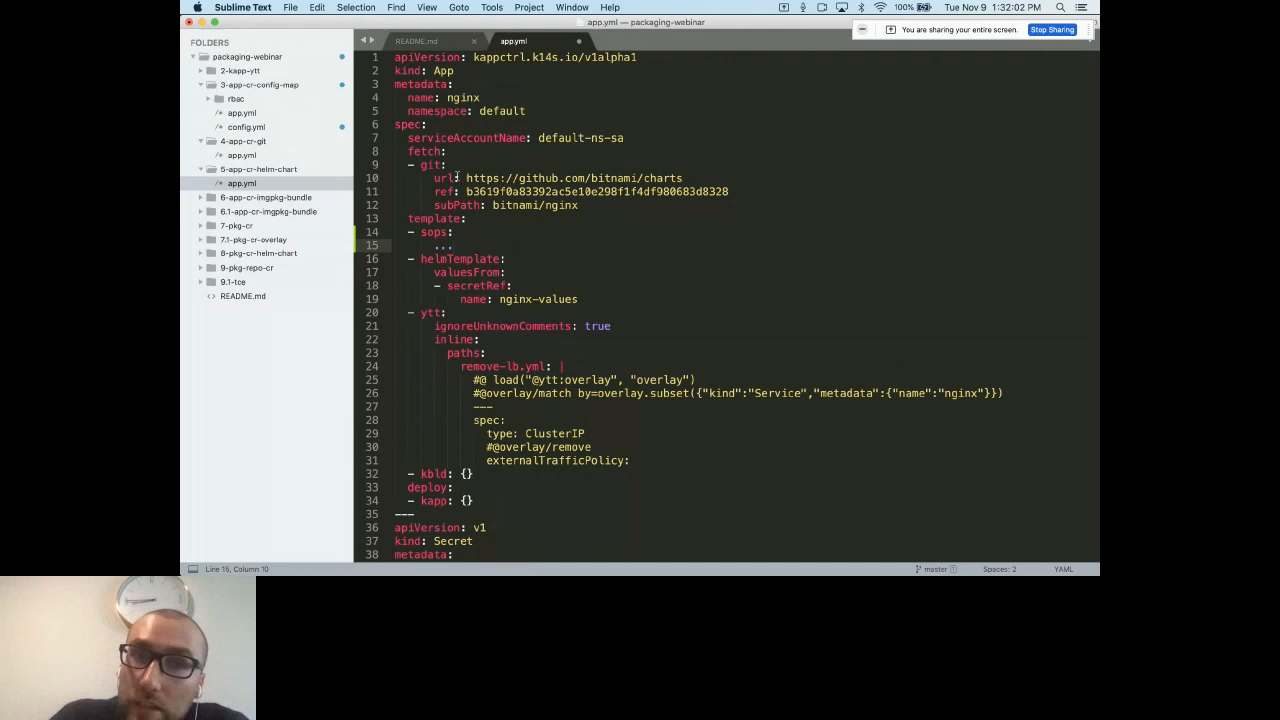 Sublime Text File Edit Selection Find View Goto Tools Project Window Help 100% Tue Nov 9 1:32:02 PM
app.yml — packaging-webinar
You are sharing your entire screen. Stop Sharing
FOLDERS
packaging-webinar
2-kapp-ytt
3-app-cr-config-map
rbac
/* app.yml
/* config.yml
4-app-cr-git
/* app.yml
5-app-cr-helm-chart
/* app.yml
6-app-cr-imgpkg-bundle
6.1-app-cr-imgpkg-bundle
7-pkg-cr
7.1-pkg-cr-overlay
8-pkg-cr-helm-chart
9-pkg-repo-cr
9.1-tce
<> README.md
README.md × app.yml
1 apiVersion: kappctrl.k14s.io/v1alpha1
2 kind: App
3 metadata:
4 name: nginx
5 namespace: default
6 spec:
7 serviceAccountName: default-ns-sa
8 fetch:
9 - git:
10 url: https://github.com/bitnami/charts
11 ref: b3619f0a83392ac5e10e298f1f4df980683d8328
12 subPath: bitnami/nginx
13 template:
14 - sops:
15 ...
16 - helmTemplate:
17 valuesFrom:
18 - secretRef:
19 name: nginx-values
20 - ytt:
21 ignoreUnknownComments: true
22 inline:
23 paths:
24 remove-lb.yml: |
25 #@ load("@ytt:overlay", "overlay")
26 #@overlay/match by=overlay.subset({"kind":"Service","metadata":{"name":"nginx"}})
27 ---
28 spec:
29 type: ClusterIP
30 #@overlay/remove
31 externalTrafficPolicy:
32 - kbld: {}
33 deploy:
34 - kapp: {}
35 ---
36 apiVersion: v1
37 kind: Secret
38 metadata:
Line 15, Column 10 master 1 Spaces: 2 YAML